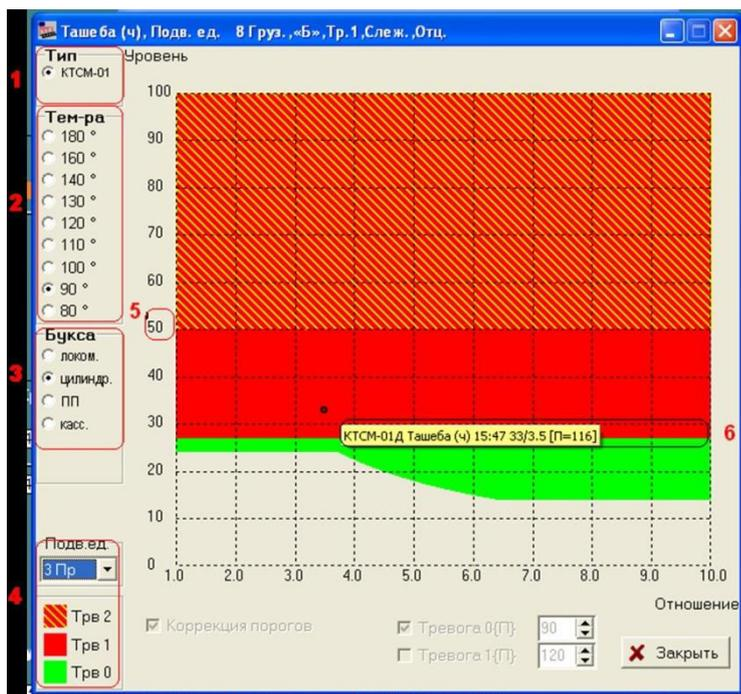 Ташеба (ч), Подв. ед. 8 Груз.,«Б»,Тр.1,Слеж.,Отц.
1
Тип
КТСМ-01
2
Тем-ра
180 °
160 °
140 °
130 °
120 °
110 °
100 °
90 °
80 °
3
Букса
локом.
цилиндр.
ПП
касс.
4
Подв.ед.
3 Пр
Трв 2
Трв 1
Трв 0
Уровень
100
90
80
70
60
5
50
40
30
20
10
0
КТСМ-01Д Ташеба (ч) 15:47 33/3.5 [П=116]
6
1.0 2.0 3.0 4.0 5.0 6.0 7.0 8.0 9.0 10.0
Отношение
Коррекция порогов
Тревога 0{П} 90
Тревога 1{П} 120
Закрыть